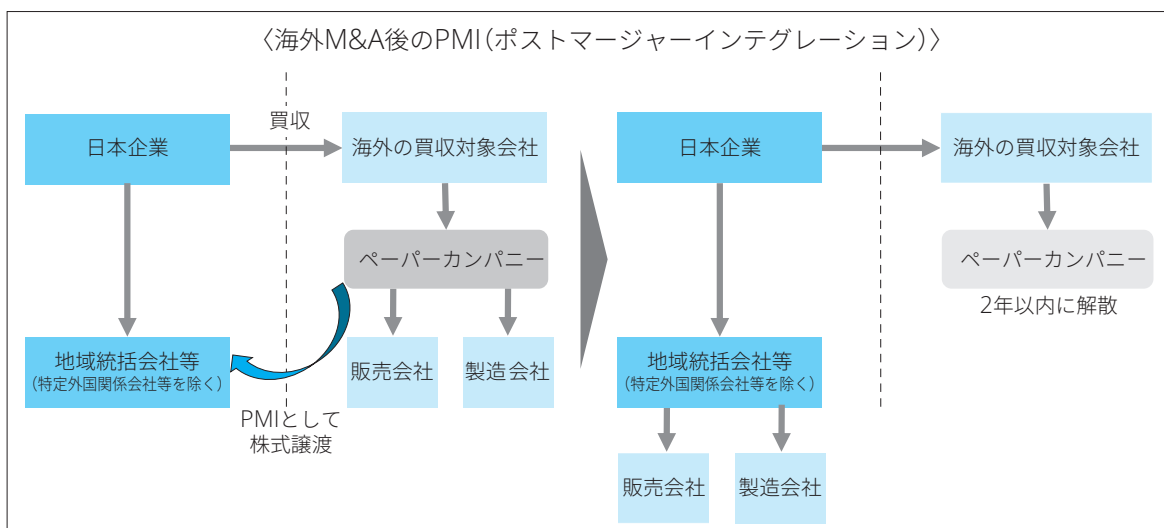 〈海外M&A後のPMI(ポストマージャーインテグレーション)〉
買収
日本企業
海外の買収対象会社
ペーパーカンパニー
地域統括会社等
(特定外国関係会社等を除く)
販売会社
製造会社
PMIとして
株式譲渡
日本企業
海外の買収対象会社
ペーパーカンパニー
2年以内に解散
地域統括会社等
(特定外国関係会社等を除く)
販売会社
製造会社